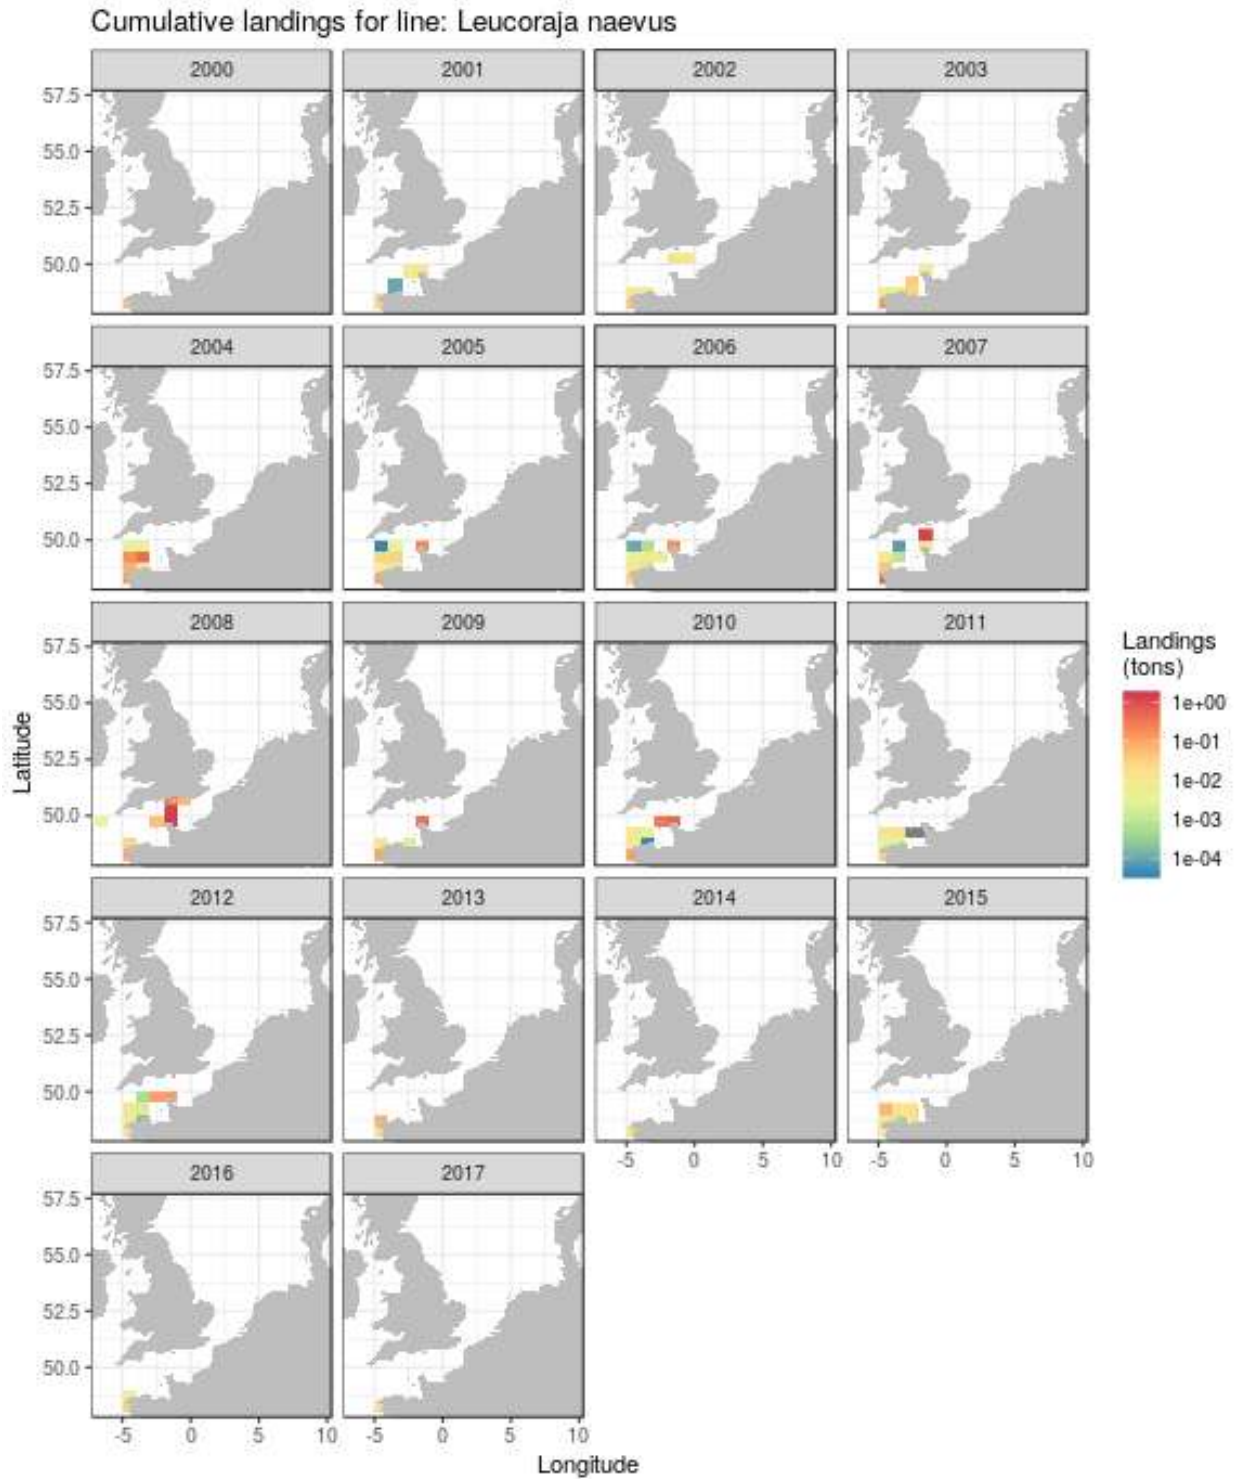 Cumulative landings for line: Leucoraja naevus
2000 2001 2002 2003
57.5
55.0
52.5
50.0
2004 2005 2006 2007
57.5
55.0
52.5
50.0
2008 2009 2010 2011
57.5
55.0
52.5
50.0
Latitude
Landings
(tons)
1e+00
1e-01
1e-02
1e-03
1e-04
2012 2013 2014 2015
57.5
55.0
52.5
50.0
-5 0 5 10 -5 0 5 10
2016 2017
57.5
55.0
52.5
50.0
-5 0 5 10 -5 0 5 10
Longitude